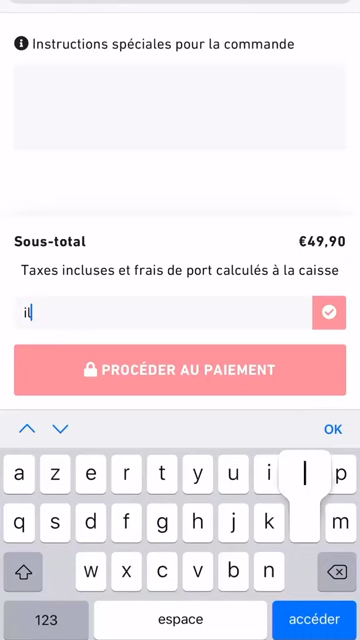 Instructions spéciales pour la commande
Sous-total €49,90
Taxes incluses et frais de port calculés à la caisse
il
PROCÉDER AU PAIEMENT
OK
a z e r t y u i l p
q s d f g h j k m
w x c v b n
123 espace accéder